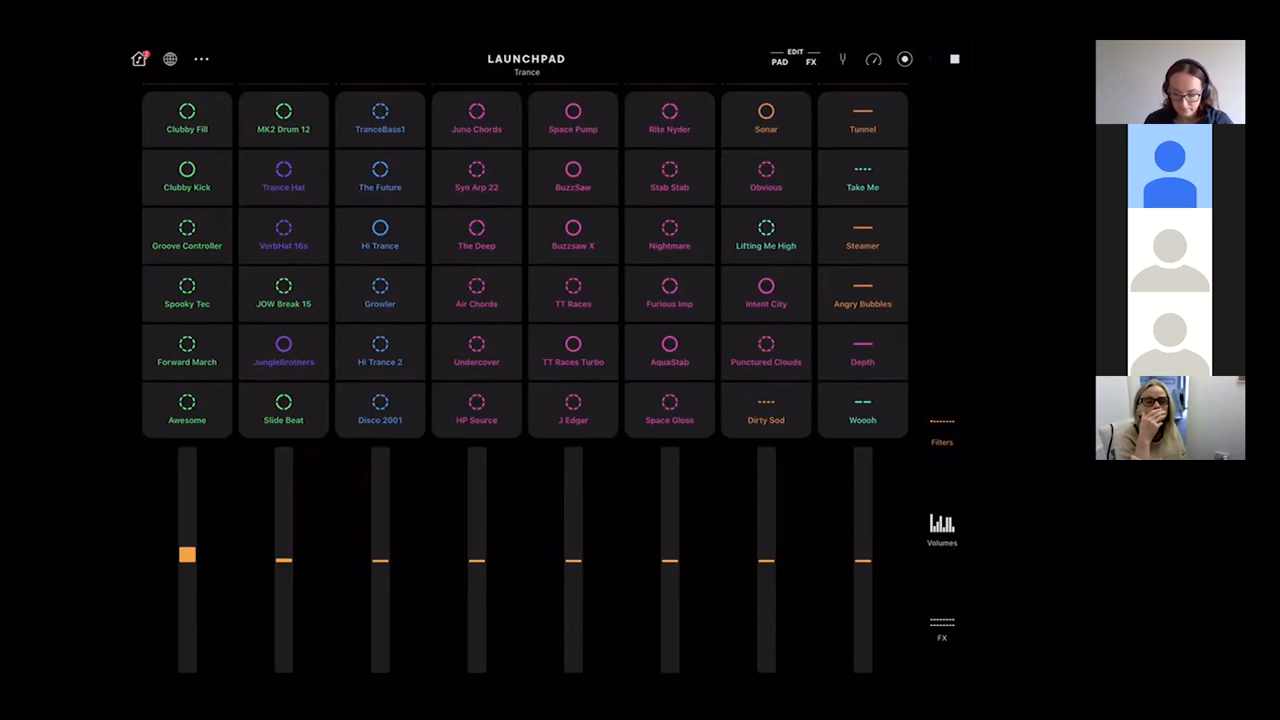 LAUNCHPAD
Trance
EDIT
PAD FX
2
Clubby Fill MK2 Drum 12 TranceBass1 Juno Chords Space Pump Rite Nyder Sonar Tunnel
Clubby Kick Trance Hat The Future Syn Arp 22 BuzzSaw Stab Stab Obvious Take Me
Groove Controller VerbHat 16s Hi Trance The Deep Buzzsaw X Nightmare Lifting Me High Steamer
Spooky Tec JOW Break 15 Growler Air Chords TT Races Furious Imp Intent City Angry Bubbles
Forward March JungleBrothers Hi Trance 2 Undercover TT Races Turbo AquaStab Punctured Clouds Depth
Awesome Slide Beat Disco 2001 HP Source J Edgar Space Gloss Dirty Sod Woooh
Filters
Volumes
FX